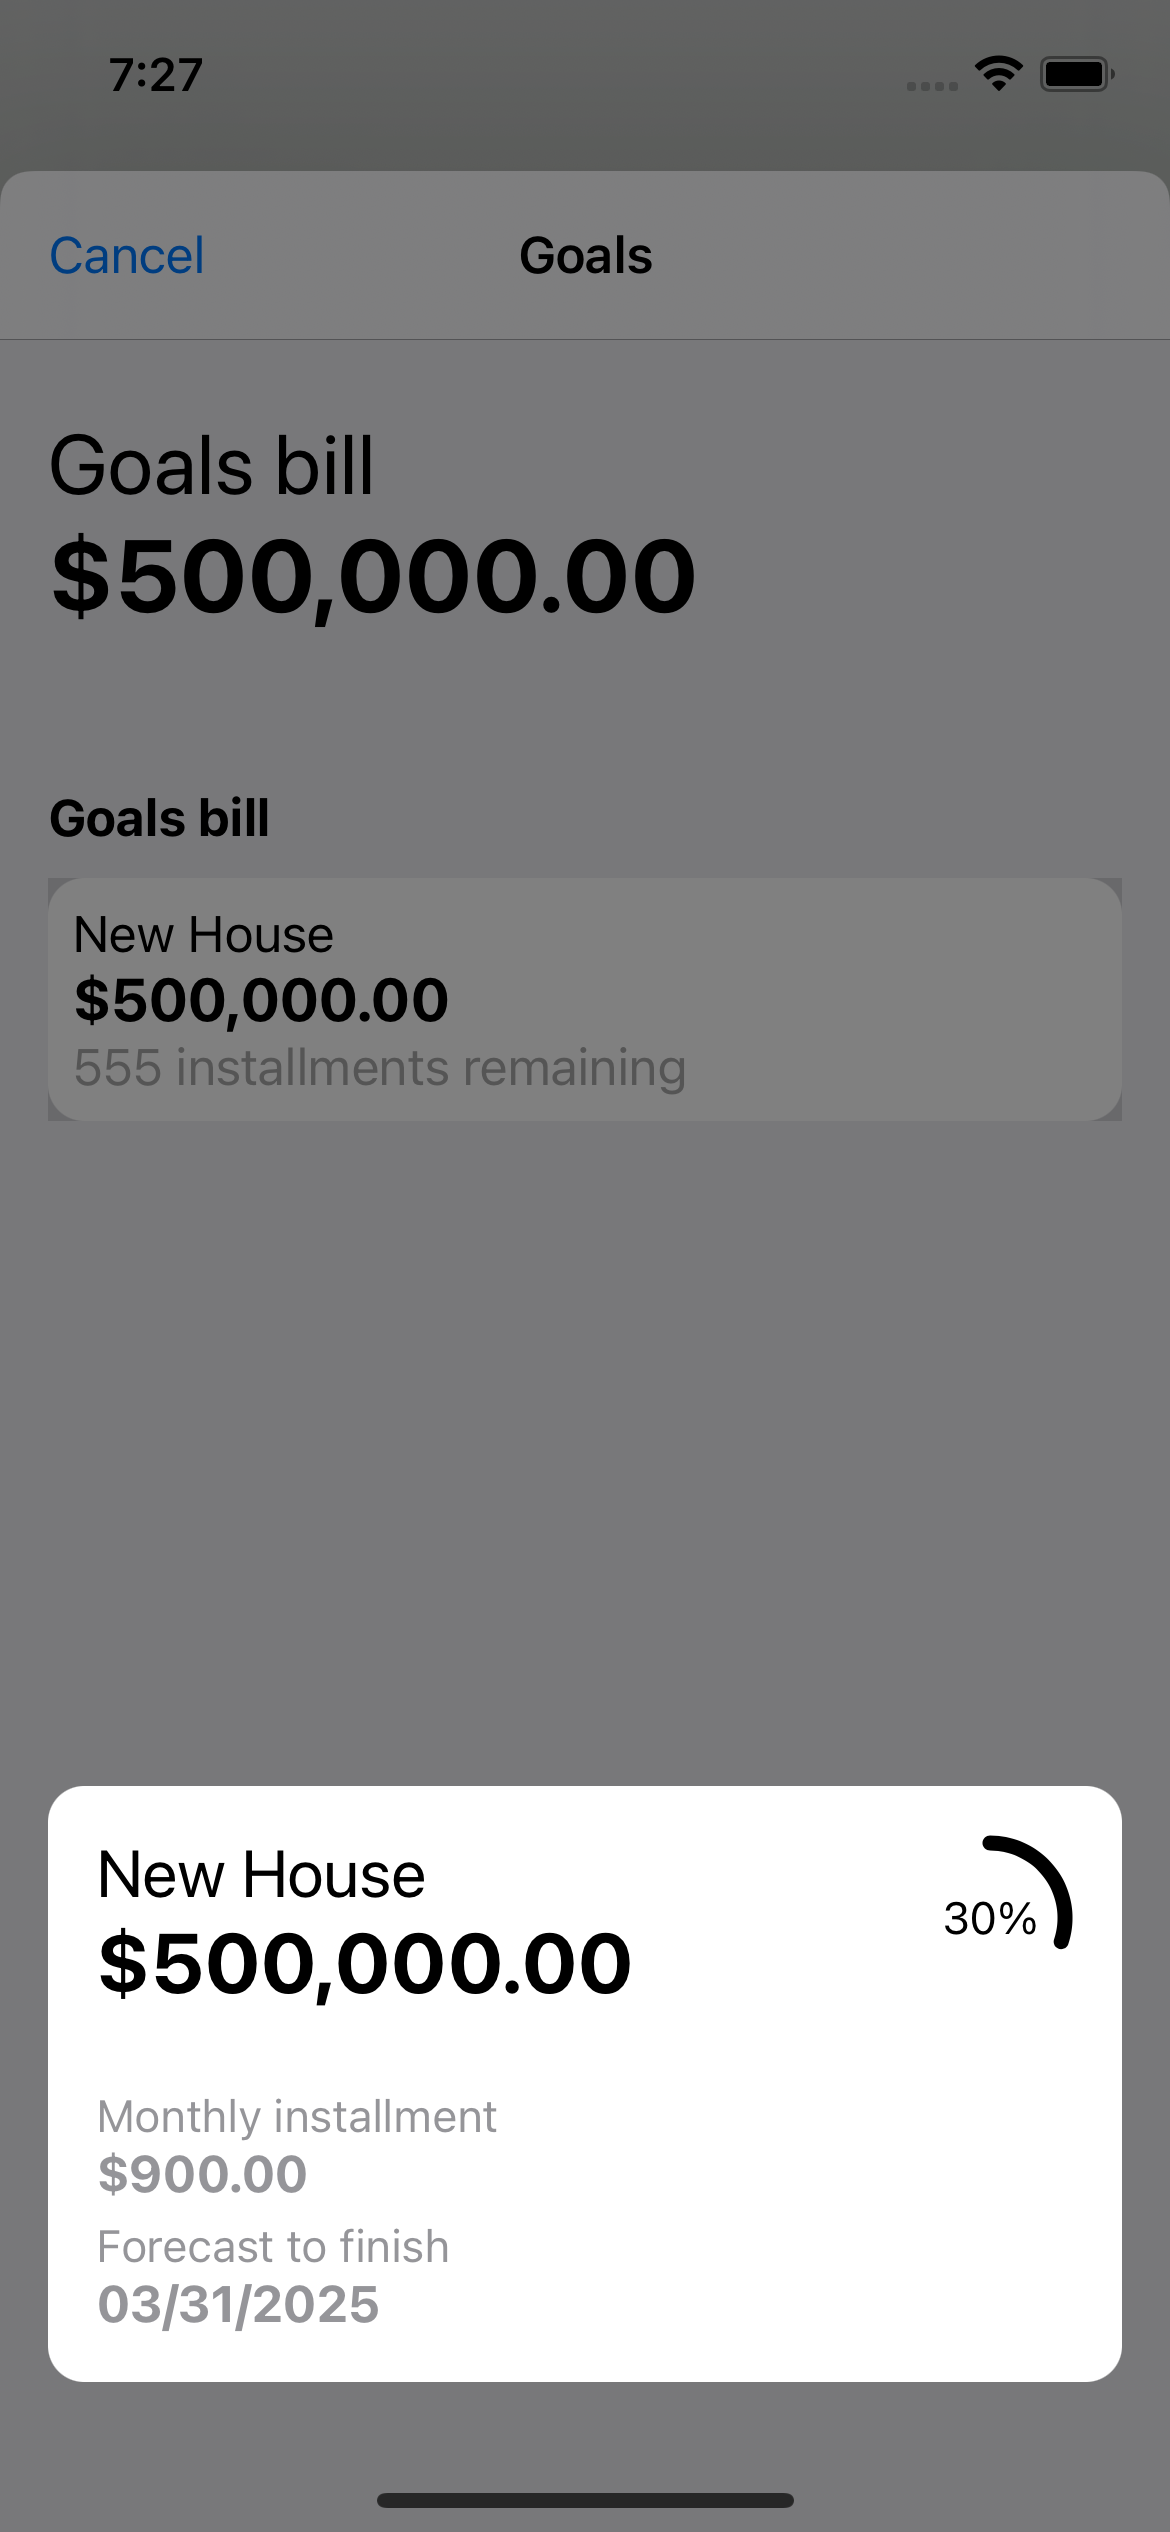 7:27
Cancel
Goals
Goals bill
$500,000.00
Goals bill
New House
$500,000.00
555 installments remaining
New House
$500,000.00
30%
Monthly installment
$900.00
Forecast to finish
03/31/2025